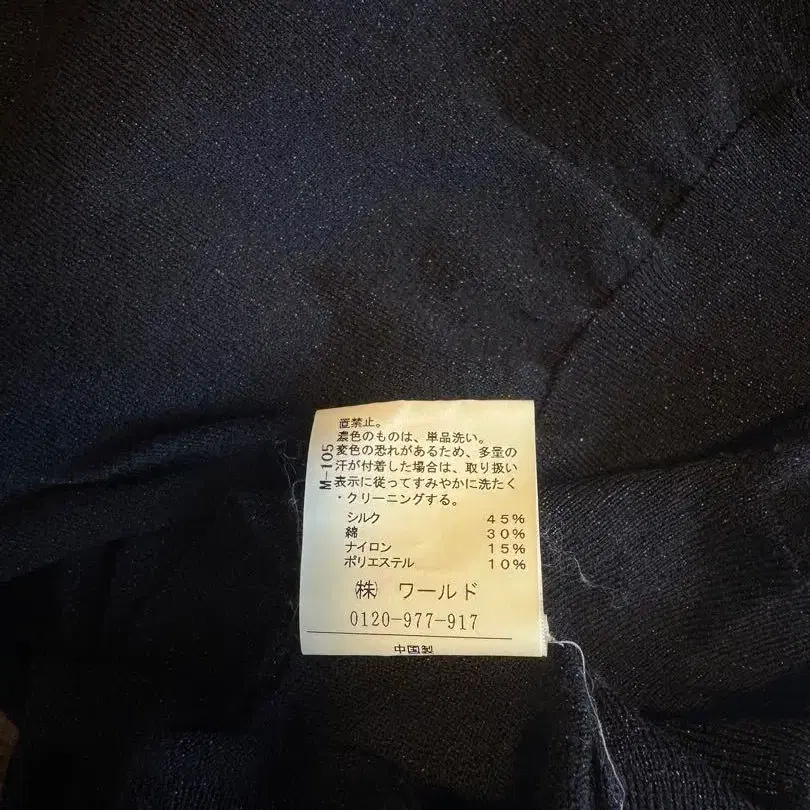 置禁止。
濃色のものは、単品洗い。
変色の恐れがあるため、多量の
汗が付着した場合は、取り扱い
表示に従ってすみやかに洗たく
・クリーニングする。
M-105
シルク 45%
綿 30%
ナイロン 15%
ポリエステル 10%
㈱ ワールド
0120-977-917
中国製